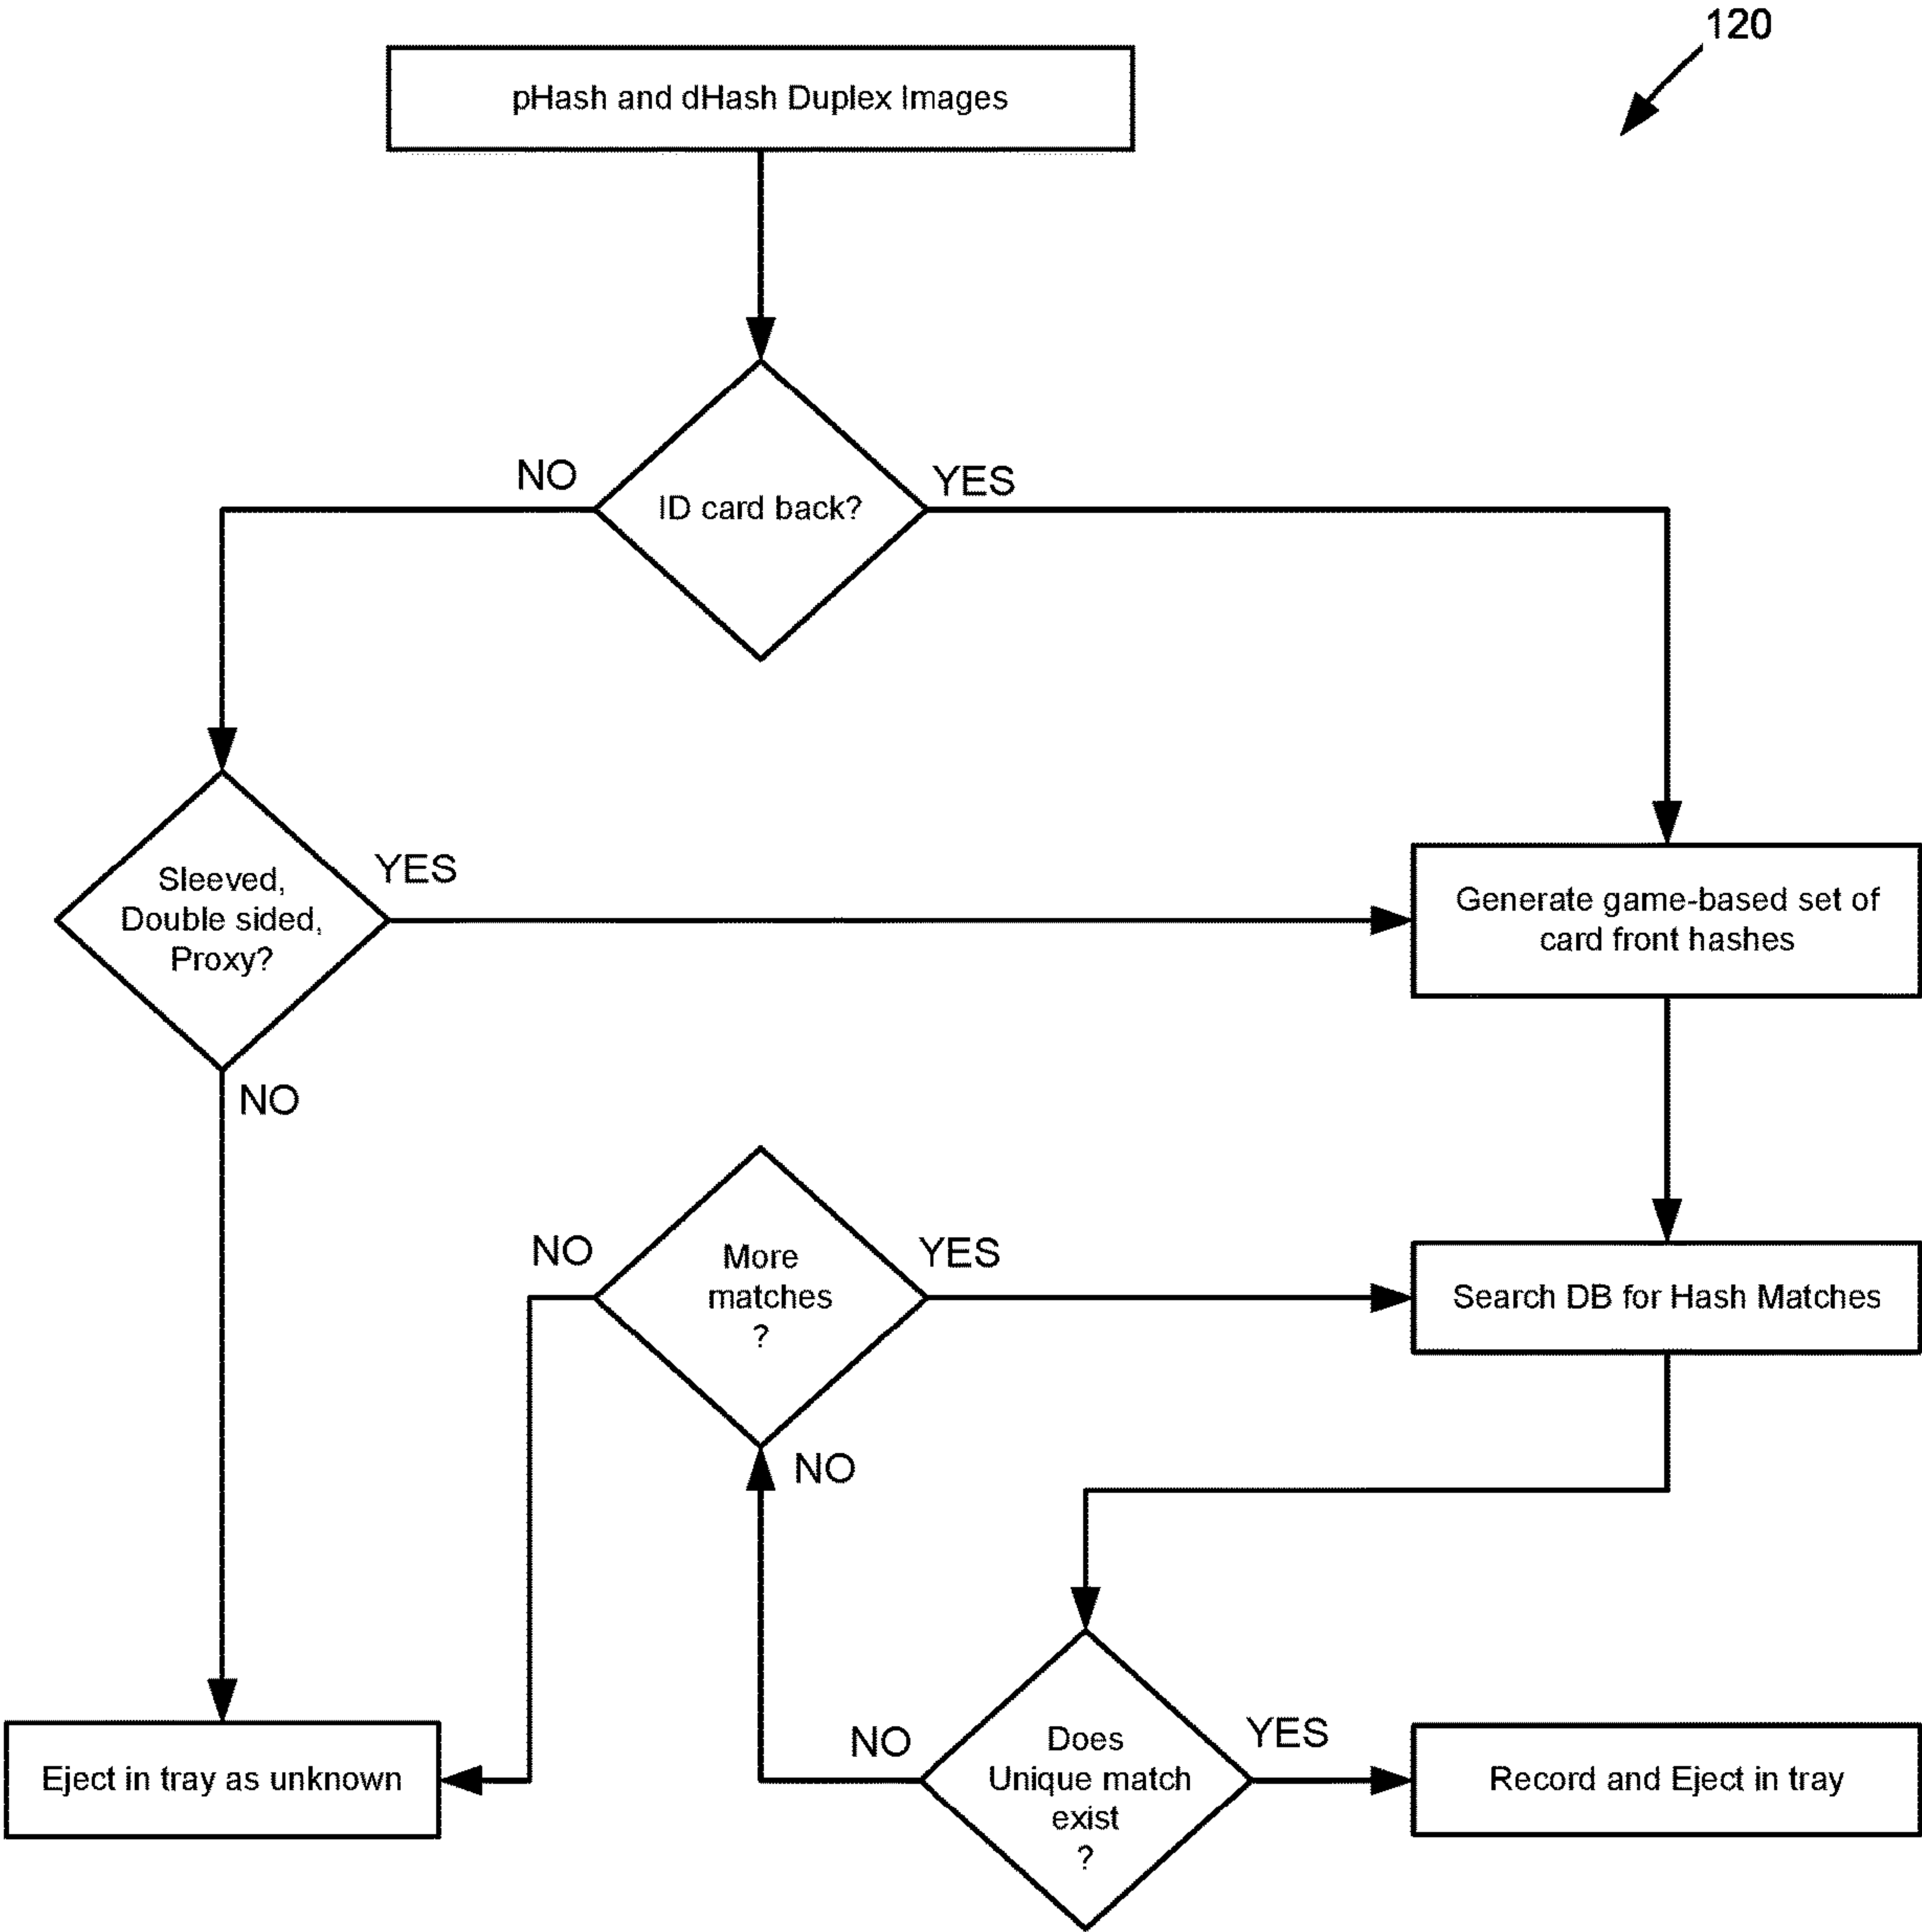 120
pHash and dHash Duplex Images
NO
YES
ID card back?
Sleeved,
Double sided,
Proxy?
YES
NO
Generate game-based set of
card front hashes
NO
More
matches
?
YES
NO
Search DB for Hash Matches
NO
Does
Unique match
exist
?
YES
Eject in tray as unknown
Record and Eject in tray